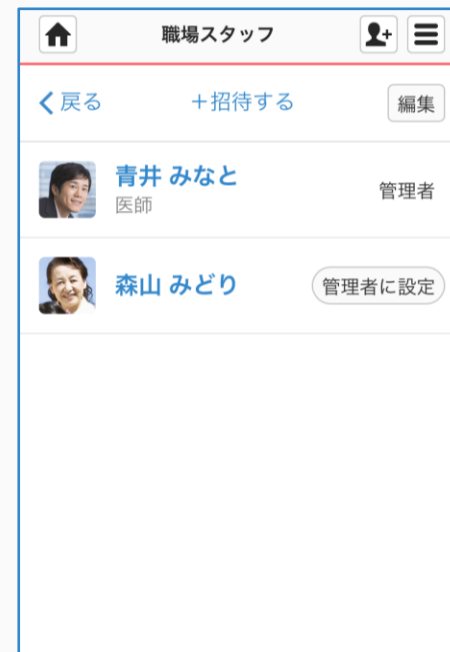 職場スタッフ
戻る
+招待する
編集
青井 みなと
医師
管理者
森山 みどり
管理者に設定